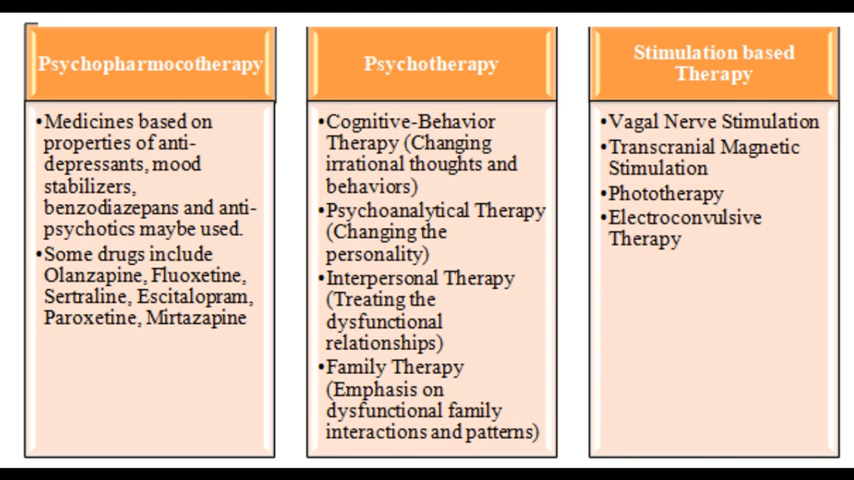 Psychopharmocotherapy
•Medicines based on
properties of anti-
depressants, mood
stabilizers,
benzodiazepans and anti-
psychotics maybe used.
•Some drugs include
Olanzapine, Fluoxetine,
Sertraline, Escitalopram,
Paroxetine, Mirtazapine
Psychotherapy
•Cognitive-Behavior
Therapy (Changing
irrational thoughts and
behaviors)
•Psychoanalytical Therapy
(Changing the
personality)
•Interpersonal Therapy
(Treating the
dysfunctional
relationships)
•Family Therapy
(Emphasis on
dysfunctional family
interactions and patterns)
Stimulation based
Therapy
•Vagal Nerve Stimulation
•Transcranial Magnetic
Stimulation
•Phototherapy
•Electroconvulsive
Therapy